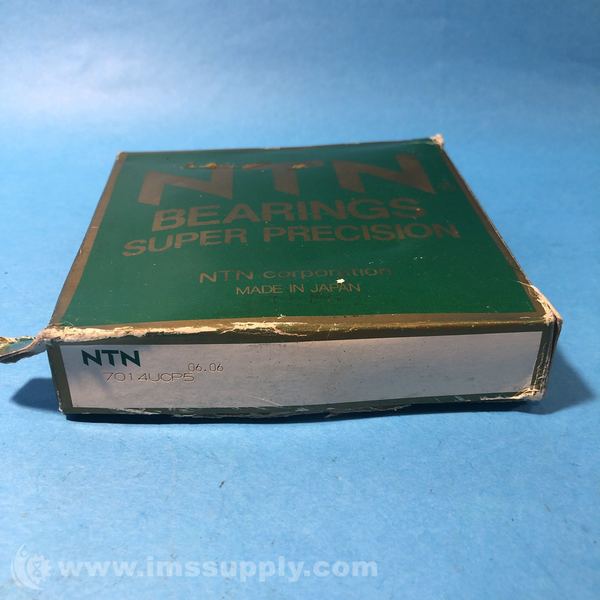 NTN
BEARINGS
SUPER PRECISION
NTN corporation
MADE IN JAPAN
NTN
06.06
7014UCP5
www.imssupply.com